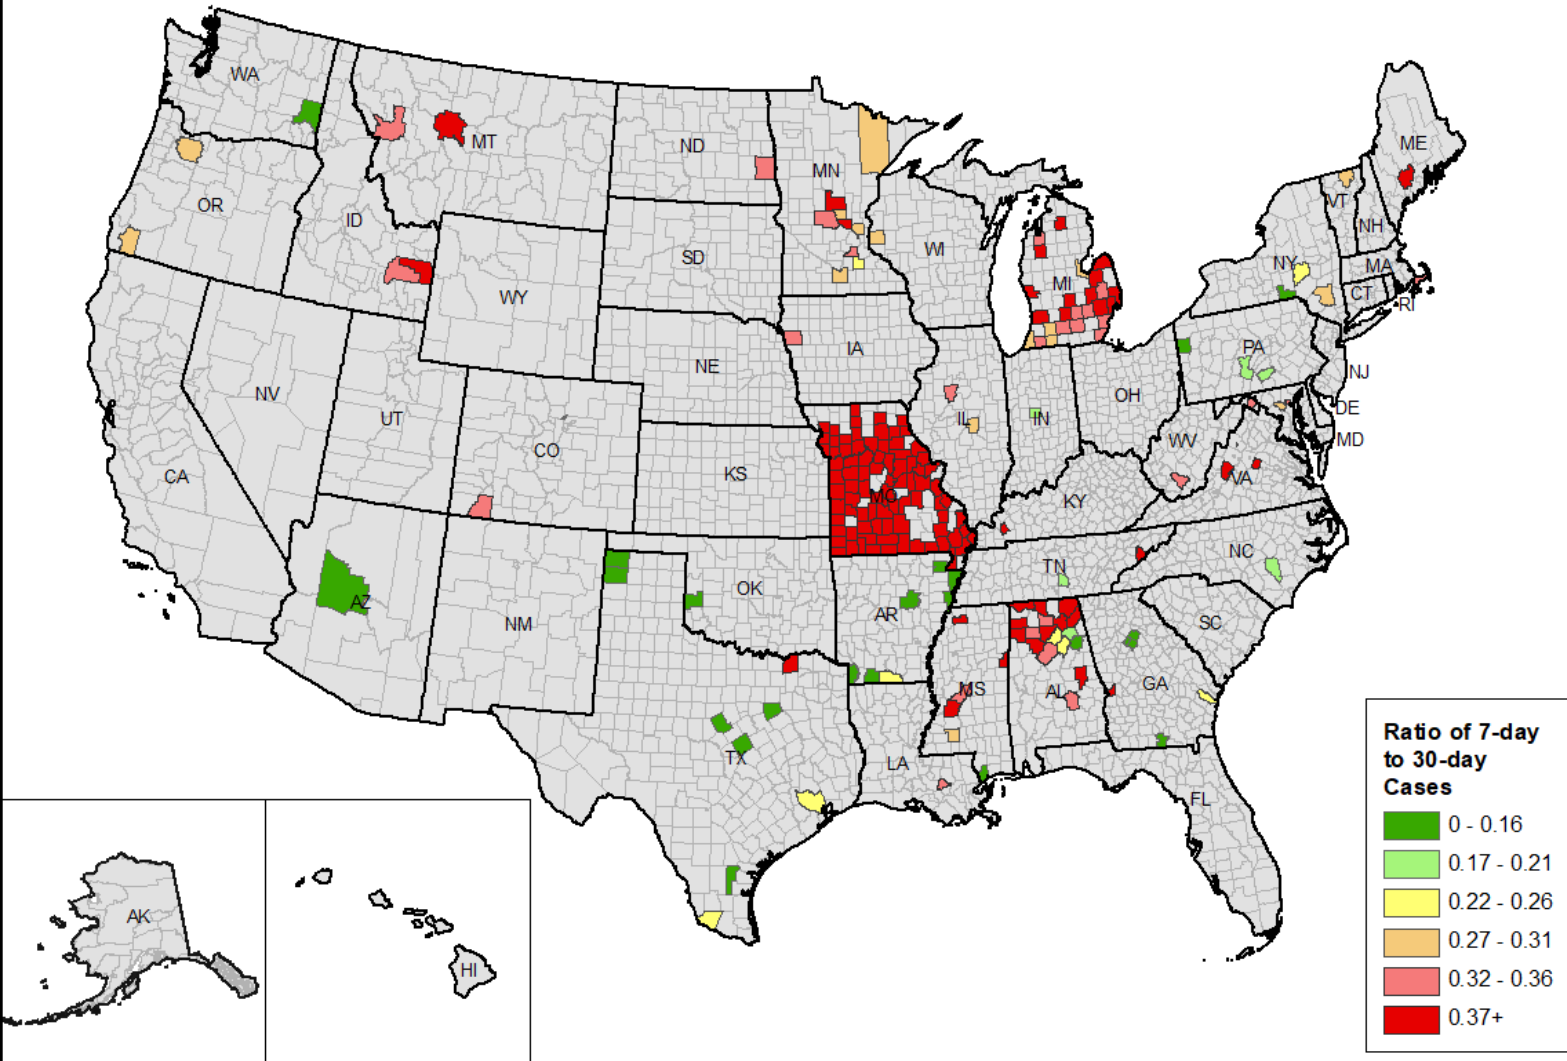 WA
MT
ND
MN
ME
OR
ID
WI
VT
NH
NY
MA
SD
MI
CT
RI
WY
IA
PA
NE
NJ
NV
UT
IL
IN
OH
DE
MD
CO
WV
CA
KS
MO
VA
KY
NC
TN
OK
AZ
AR
NM
SC
MS
AL
GA
TX
LA
FL
AK
HI
Ratio of 7-day
to 30-day
Cases
0 - 0.16
0.17 - 0.21
0.22 - 0.26
0.27 - 0.31
0.32 - 0.36
0.37+